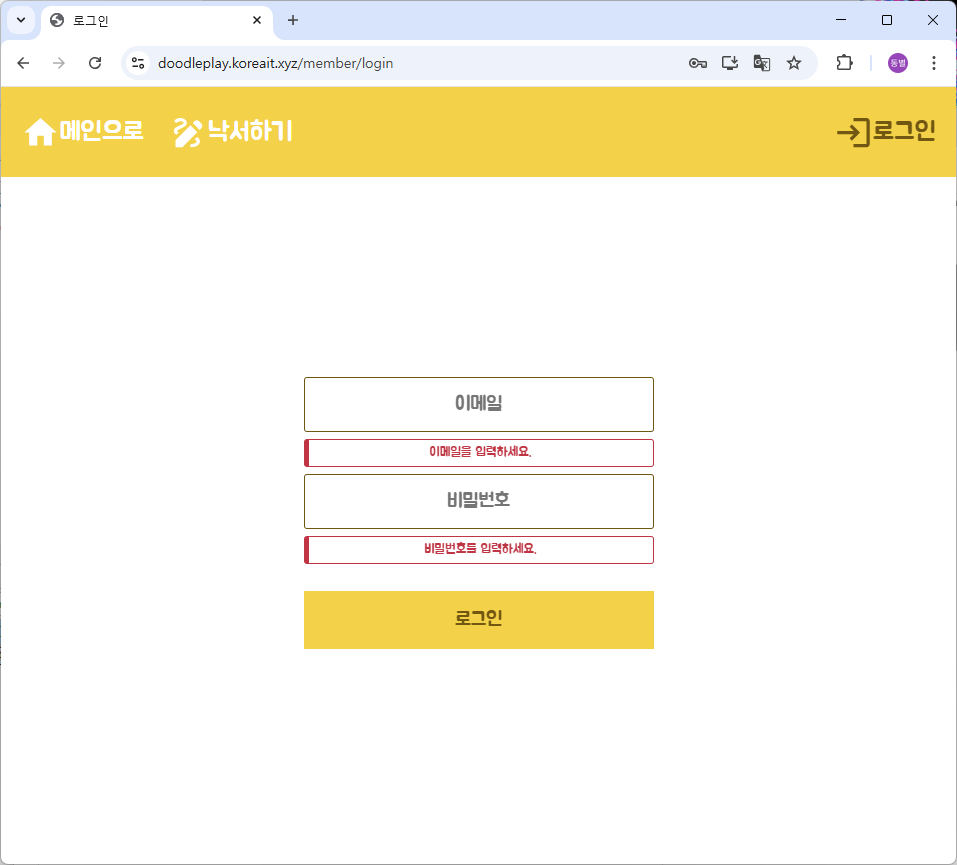 로그인
doodleplay.koreait.xyz/member/login
동별
메인으로 낙서하기 로그인
이메일
이메일을 입력하세요.
비밀번호
비밀번호를 입력하세요.
로그인